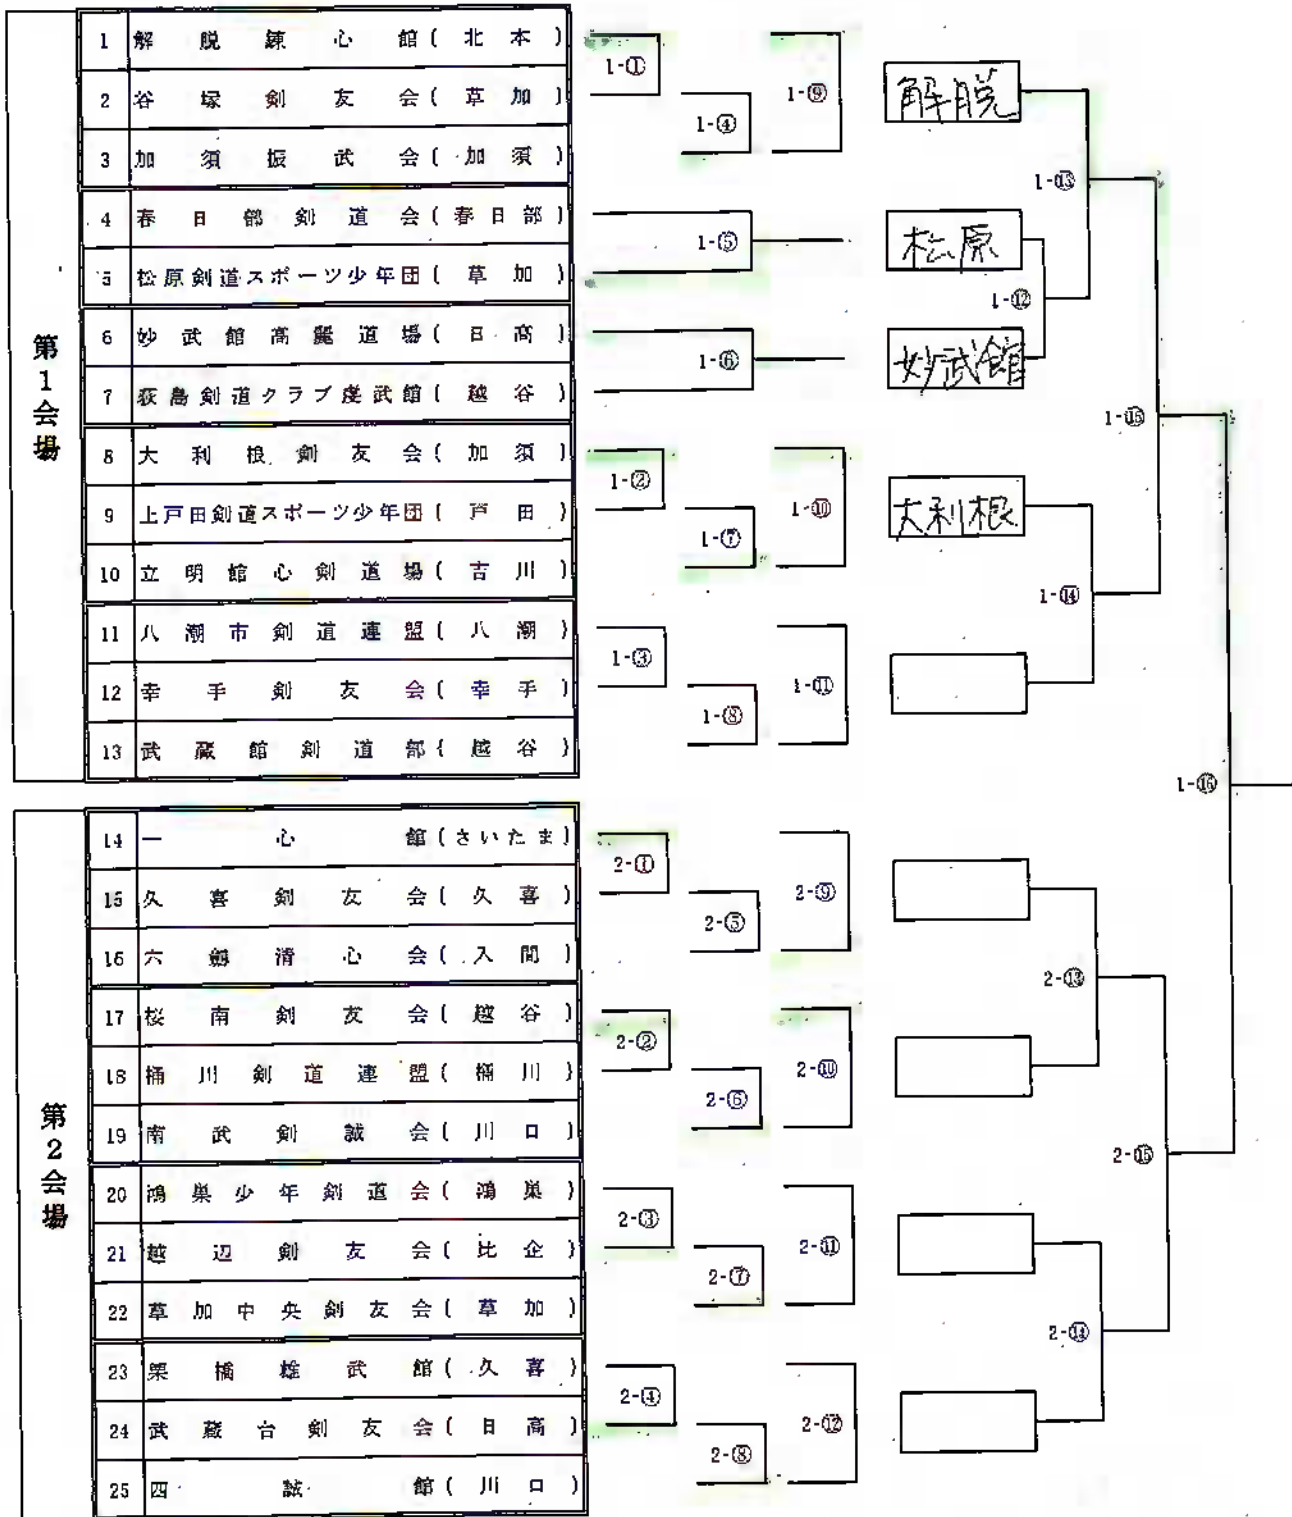 第1会場
1 解脱錬心館(北本)
2 谷塚剣友会(草加)
3 加須振武会(加須)
4 春日部剣道会(春日部)
5 松原剣道スポーツ少年団(草加)
6 妙武館高麗道場(日高)
7 荻島剣道クラブ虔武館(越谷)
8 大利根剣友会(加須)
9 上戸田剣道スポーツ少年団(戸田)
10 立明館心剣道場(吉川)
11 八潮市剣道連盟(八潮)
12 幸手剣友会(幸手)
13 武蔵館剣道部(越谷)
1-①
1-④
1-⑨
1-⑤
1-⑥
1-②
1-⑦
1-⑩
1-③
1-⑧
1-⑪
解脱
松原
妙武館
大利根
1-⑬
1-⑫
1-⑭
1-⑮
1-⑯
第2会場
14 一心館(さいたま)
15 久喜剣友会(久喜)
16 六剱清心会(入間)
17 桜南剣友会(越谷)
18 桶川剣道連盟(桶川)
19 南武剣誠会(川口)
20 鴻巣少年剣道会(鴻巣)
21 越辺剣友会(比企)
22 草加中央剣友会(草加)
23 栗橋雄武館(久喜)
24 武蔵台剣友会(日高)
25 四誠館(川口)
2-①
2-⑤
2-⑨
2-②
2-⑥
2-⑩
2-③
2-⑦
2-⑪
2-④
2-⑧
2-⑫
2-⑬
2-⑮
2-⑭